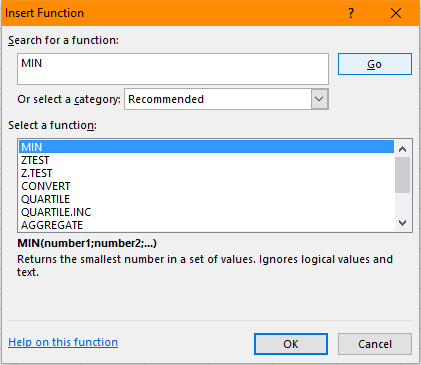 Insert Function ?
Search for a function:
MIN
Go
Or select a category: Recommended
Select a function:
MIN
ZTEST
Z.TEST
CONVERT
QUARTILE
QUARTILE.INC
AGGREGATE
MIN(number1;number2;...)
Returns the smallest number in a set of values. Ignores logical values and
text.
Help on this function
OK
Cancel